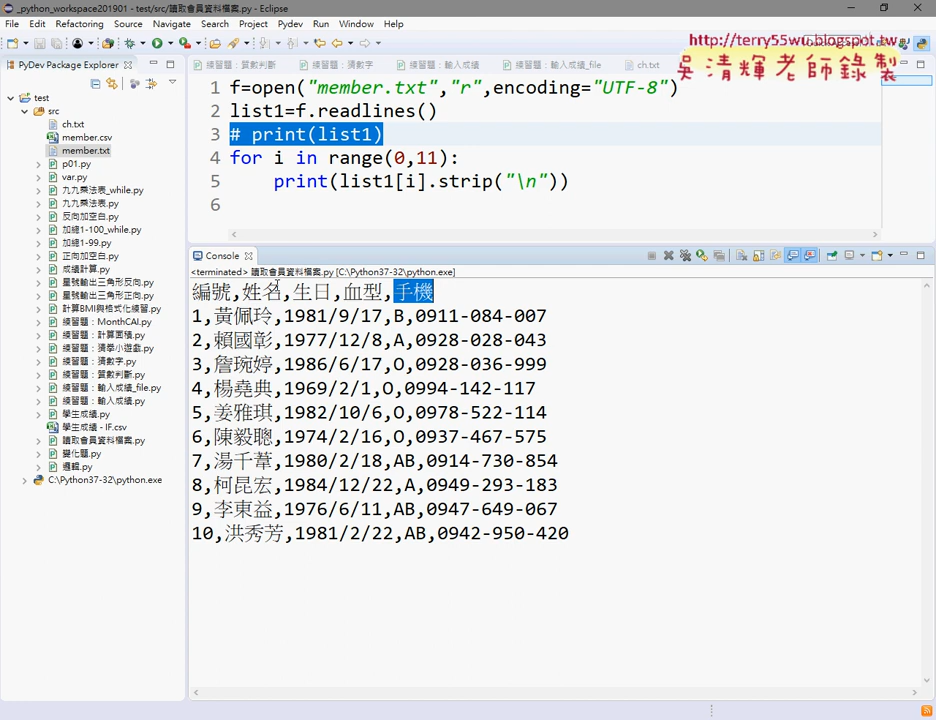 _python_workspace201901 - test/src/讀取會員資料檔案.py - Eclipse
File Edit Refactoring Source Navigate Search Project Pydev Run Window Help
http://terry55wu.blogspot.tw
吳清輝老師錄製
PyDev Package Explorer
練習題：質數判斷 練習題：猜數字 練習題：輸入成績 練習題：輸入成績_file ch.txt
test
src
ch.txt
member.csv
member.txt
p01.py
var.py
九九乘法表_while.py
九九乘法表.py
反向加空白.py
加總1-100_while.py
加總1-99.py
正向加空白.py
成績計算.py
星號輸出三角形反向.py
星號輸出三角形正向.py
計算BMI與格式化練習.py
練習題：MonthCAl.py
練習題：計算面積.py
練習題：猜拳小遊戲.py
練習題：猜數字.py
練習題：質數判斷.py
練習題：輸入成績_file.py
練習題：輸入成績.py
學生成績.py
學生成績 - IF.csv
讀取會員資料檔案.py
變化題.py
邏輯.py
C:\Python37-32\python.exe
1 f=open("member.txt","r",encoding="UTF-8")
2 list1=f.readlines()
3 # print(list1)
4 for i in range(0,11):
5 print(list1[i].strip("\n"))
6
Console
<terminated> 讀取會員資料檔案.py [C:\Python37-32\python.exe]
編號,姓名,生日,血型,手機
1,黃佩玲,1981/9/17,B,0911-084-007
2,賴國彰,1977/12/8,A,0928-028-043
3,詹琬婷,1986/6/17,O,0928-036-999
4,楊堯典,1969/2/1,O,0994-142-117
5,姜雅琪,1982/10/6,O,0978-522-114
6,陳毅聰,1974/2/16,O,0937-467-575
7,湯千葦,1980/2/18,AB,0914-730-854
8,柯昆宏,1984/12/22,A,0949-293-183
9,李東益,1976/6/11,AB,0947-649-067
10,洪秀芳,1981/2/22,AB,0942-950-420